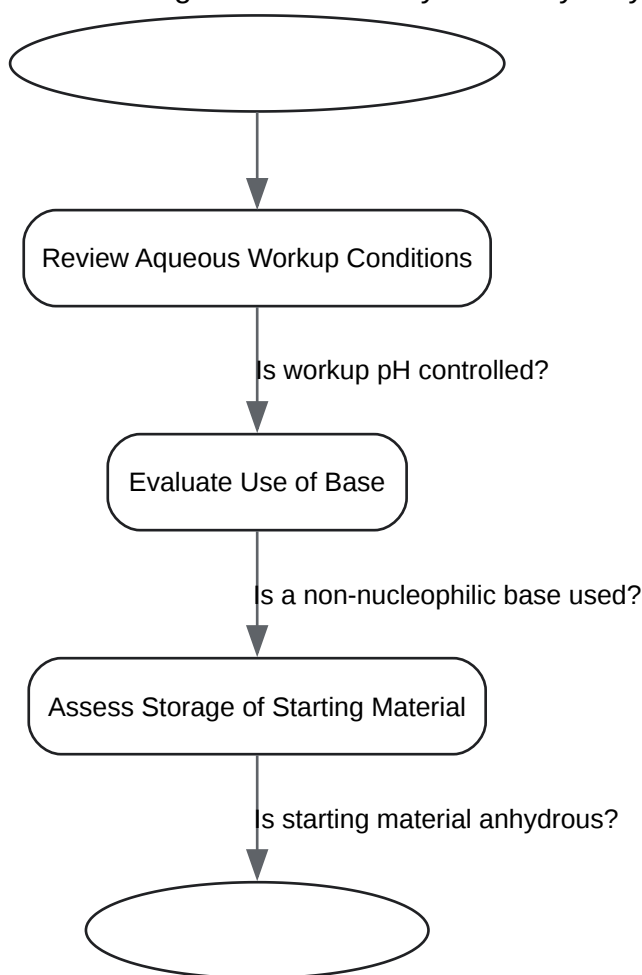 Review Aqueous Workup Conditions
Is workup pH controlled?
Evaluate Use of Base
Is a non-nucleophilic base used?
Assess Storage of Starting Material
Is starting material anhydrous?